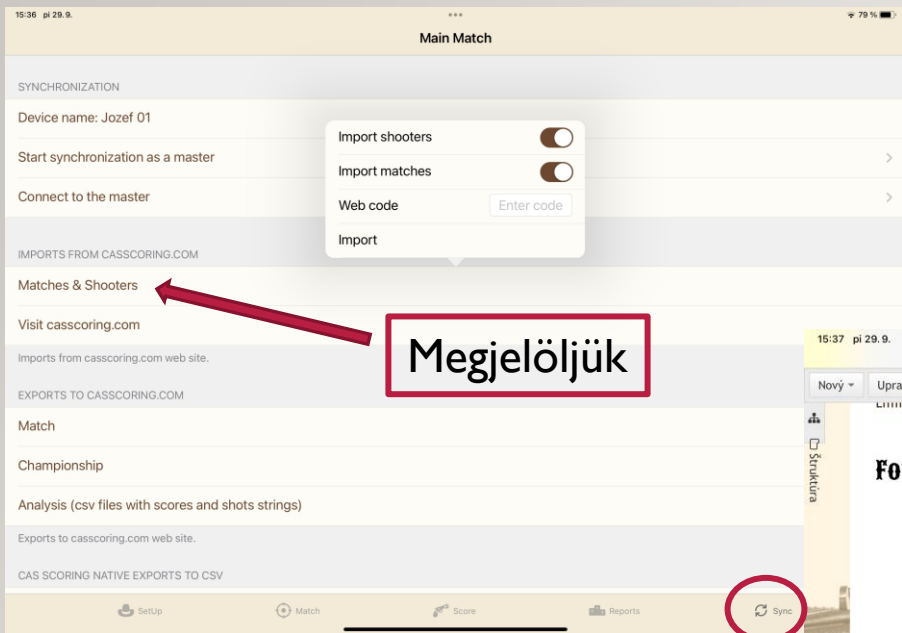 15:36 pi 29. 9.
79 %
Main Match
SYNCHRONIZATION
Device name: Jozef 01
Start synchronization as a master
Connect to the master
Import shooters
Import matches
Web code Enter code
Import
IMPORTS FROM CASSCORING.COM
Matches & Shooters
Visit casscoring.com
Imports from casscoring.com web site.
Megjelöljük
EXPORTS TO CASSCORING.COM
Match
Championship
Analysis (csv files with scores and shots strings)
Exports to casscoring.com web site.
CAS SCORING NATIVE EXPORTS TO CSV
SetUp Match Score Reports Sync
15:37 pi 29. 9.
Nový Upra
Štruktúra
Fo